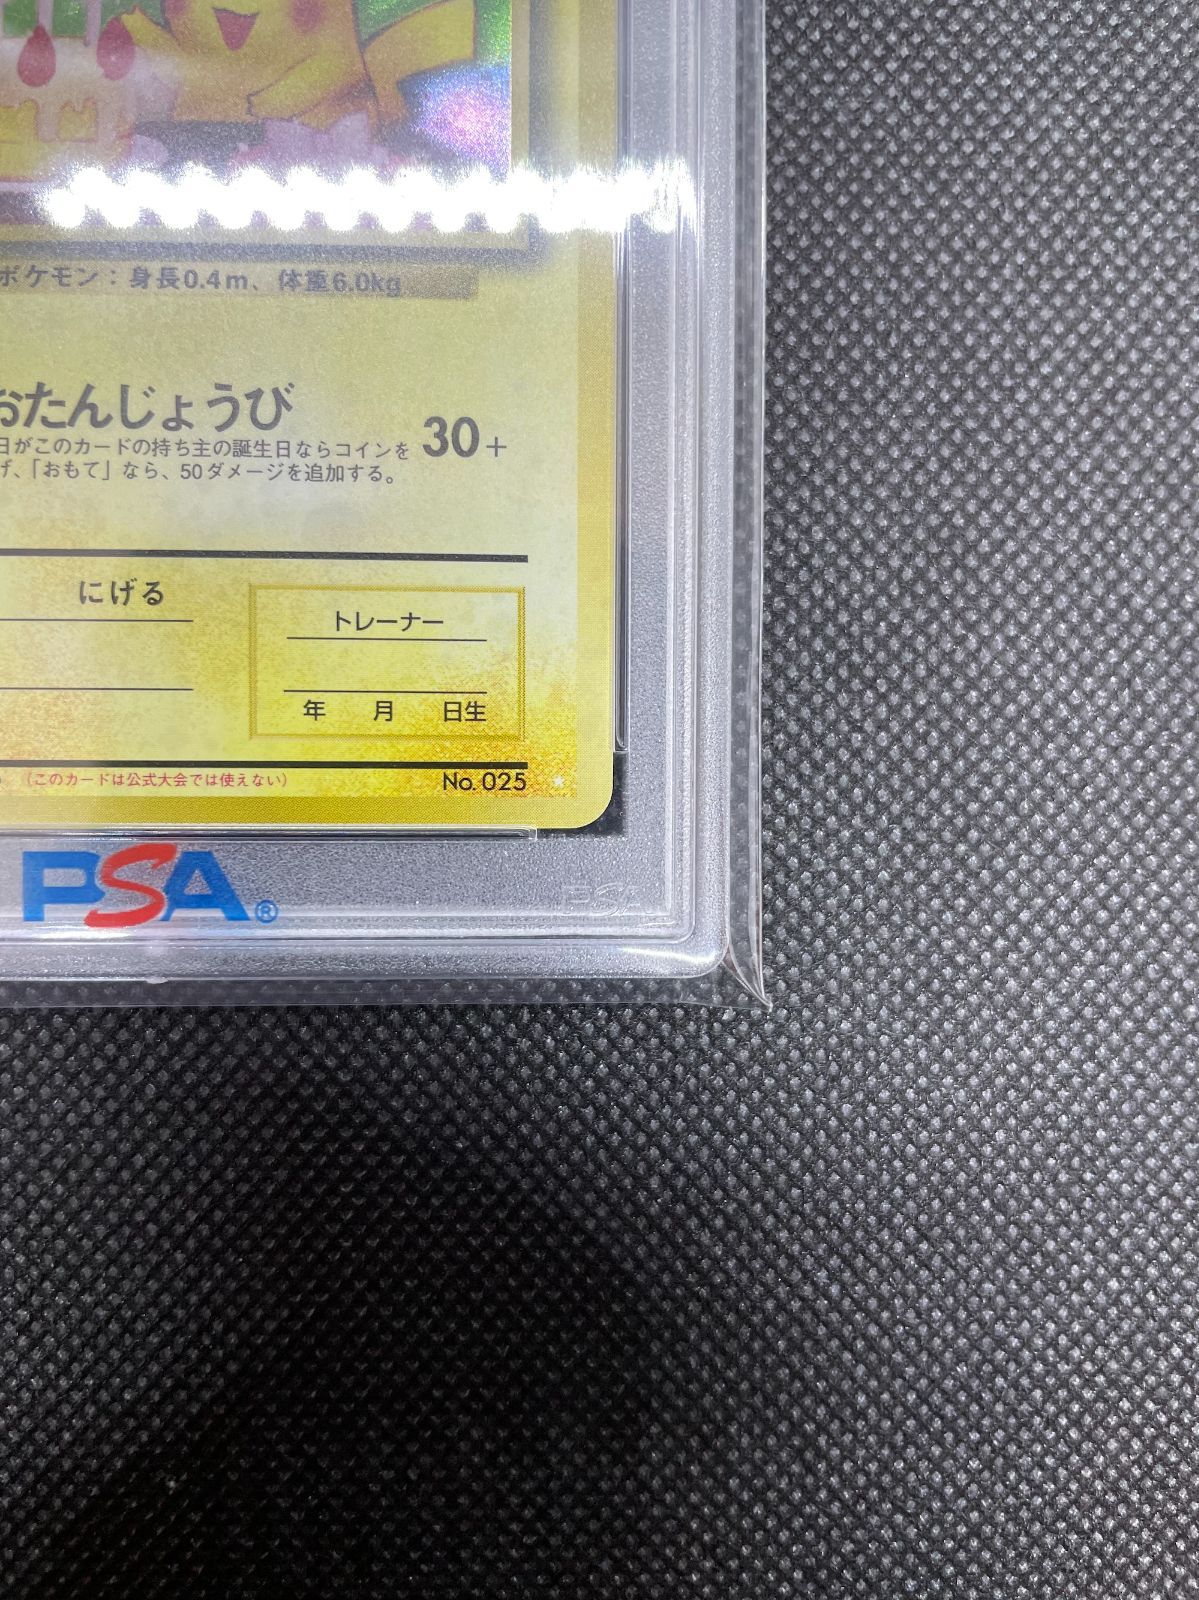 ポケモン：身長0.4m、体重6.0kg
おたんじょうび
30+
日がこのカードの持ち主の誕生日ならコインを
げ、「おもて」なら、50ダメージを追加する。
にげる
トレーナー
年 月 日生
（このカードは公式大会では使えない）
No.025
PSA®
PSA